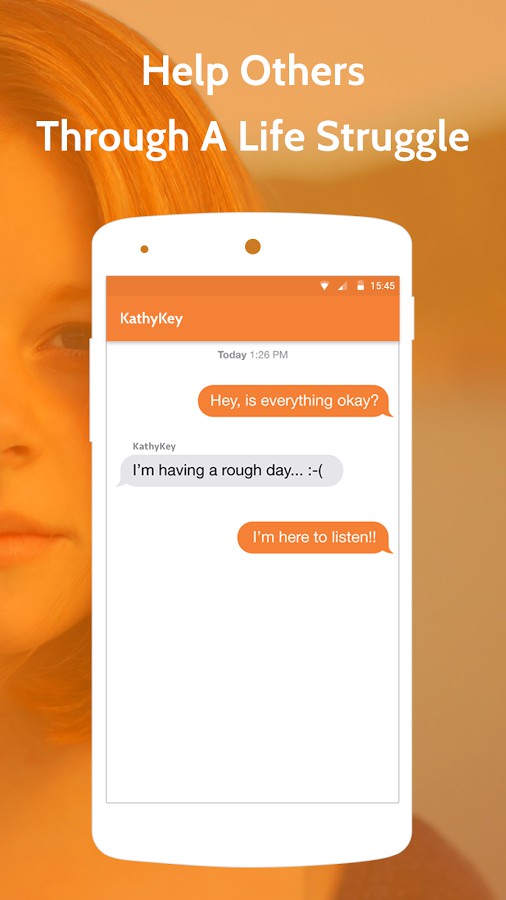 Help Others
Through A Life Struggle
15:45
KathyKey
Today 1:26 PM
Hey, is everything okay?
KathyKey
I'm having a rough day... :-(
I'm here to listen!!